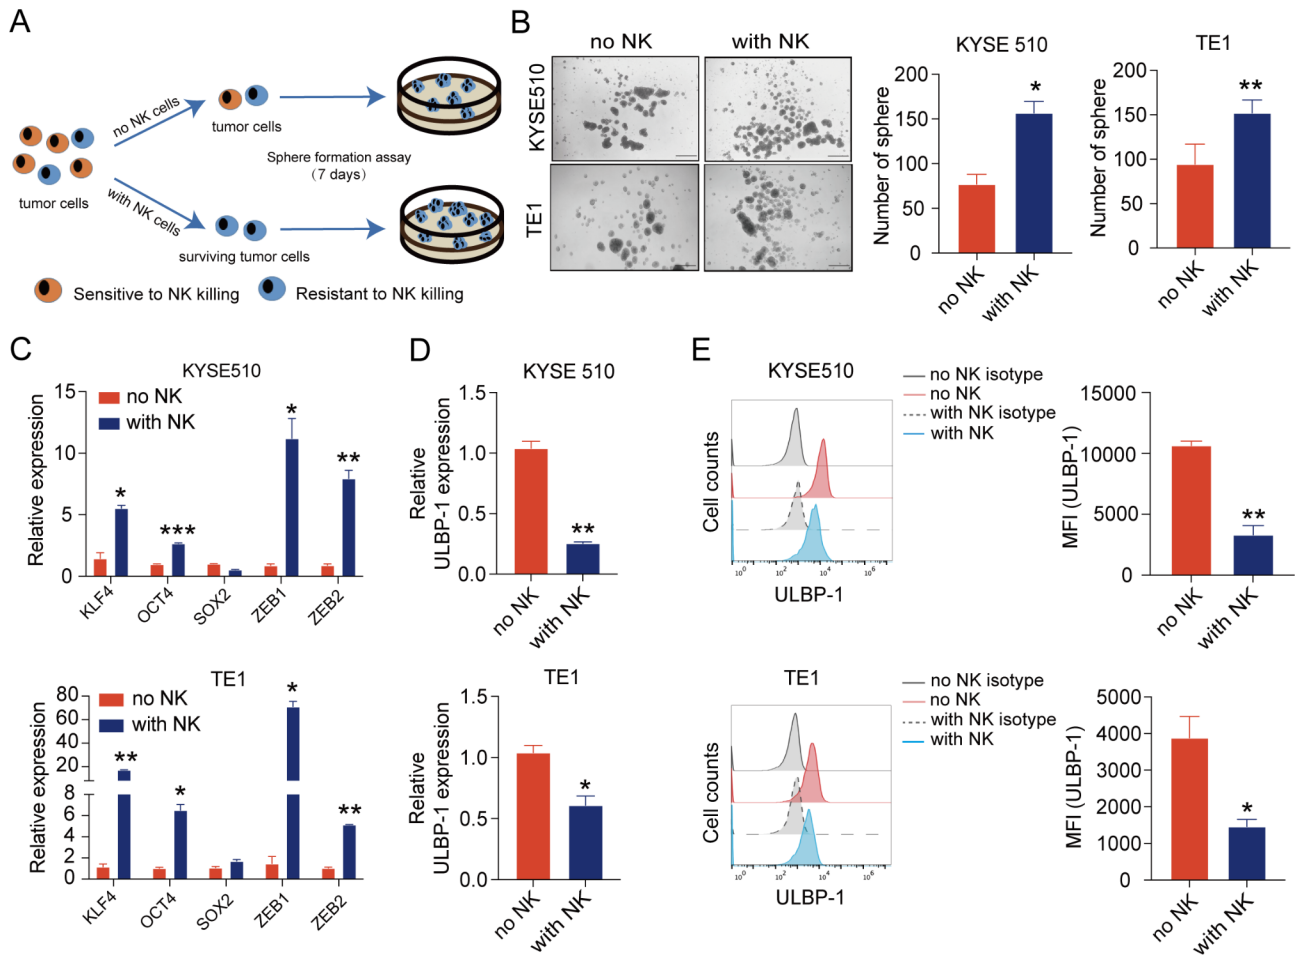 A
no NK cells
tumor cells
Sphere formation assay
(7 days)
tumor cells
with NK cells
surviving tumor cells
Sensitive to NK killing
Resistant to NK killing
B
no NK
with NK
KYSE510
TE1
KYSE 510
Number of sphere
200
150
100
50
0
*
no NK
with NK
TE1
Number of sphere
200
150
100
50
0
**
no NK
with NK
C
KYSE510
no NK
with NK
Relative expression
15
10
5
0
*
***
*
**
KLF4
OCT4
SOX2
ZEB1
ZEB2
TE1
no NK
with NK
Relative expression
80
60
40
20
8
6
4
2
0
**
*
*
**
KLF4
OCT4
SOX2
ZEB1
ZEB2
D
KYSE 510
Relative
ULBP-1 expression
1.5
1.0
0.5
0.0
**
no NK
with NK
TE1
Relative
ULBP-1 expression
1.5
1.0
0.5
0.0
*
no NK
with NK
E
KYSE510
no NK isotype
no NK
with NK isotype
with NK
Cell counts
10⁰ 10² 10⁴ 10⁶
ULBP-1
MFI (ULBP-1)
15000
10000
5000
0
**
no NK
with NK
TE1
no NK isotype
no NK
with NK isotype
with NK
Cell counts
10⁰ 10² 10⁴ 10⁶
ULBP-1
MFI (ULBP-1)
5000
4000
3000
2000
1000
0
*
no NK
with NK